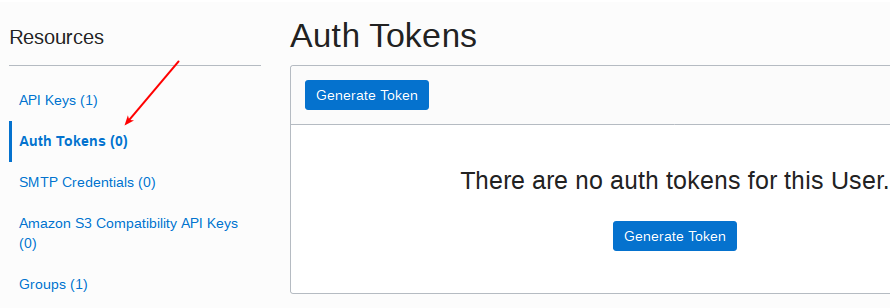 Resources
API Keys (1)
Auth Tokens (0)
SMTP Credentials (0)
Amazon S3 Compatibility API Keys
(0)
Groups (1)
Auth Tokens
Generate Token
There are no auth tokens for this User.
Generate Token